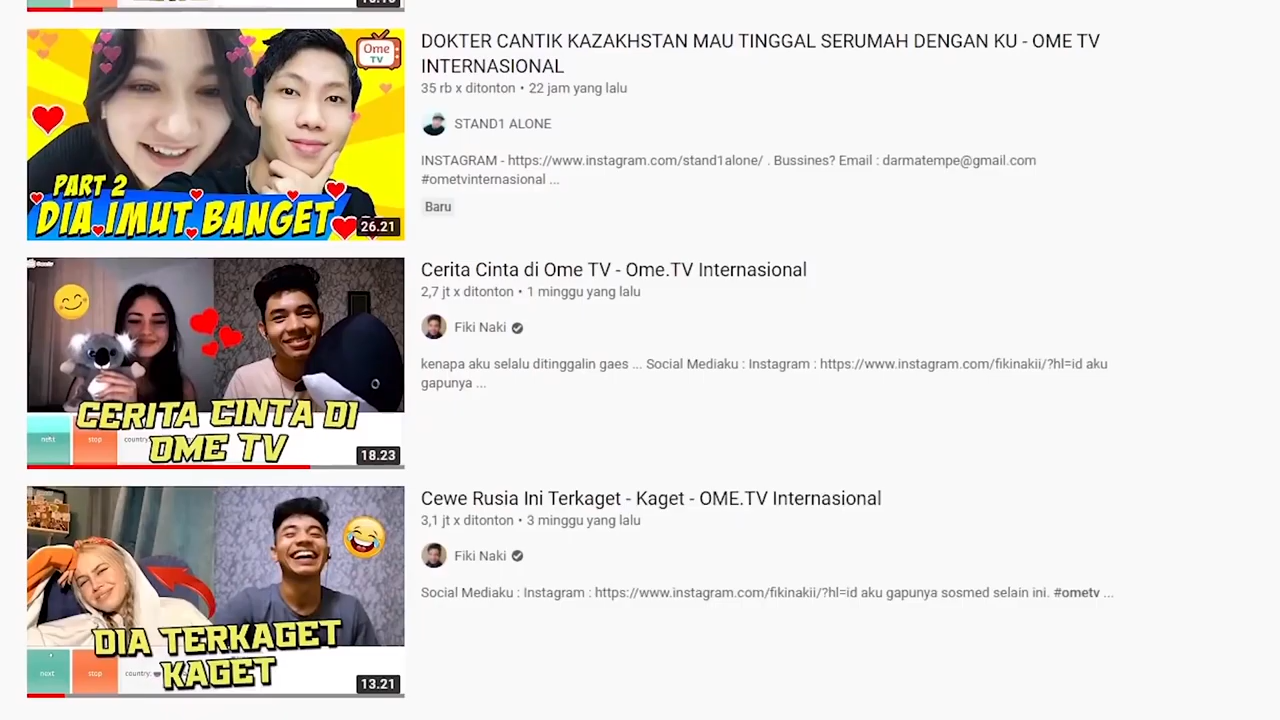 Ome
TV
PART 2
DIA IMUT BANGET
26.21
DOKTER CANTIK KAZAKHSTAN MAU TINGGAL SERUMAH DENGAN KU - OME TV
INTERNASIONAL
35 rb x ditonton • 22 jam yang lalu
STAND1 ALONE
INSTAGRAM - https://www.instagram.com/stand1alone/ . Bussines? Email : darmatempe@gmail.com
#ometvinternasional ...
Baru
CERITA CINTA DI
OME TV
next
stop
country:
18.23
Cerita Cinta di Ome TV - Ome.TV Internasional
2,7 jt x ditonton • 1 minggu yang lalu
Fiki Naki
kenapa aku selalu ditinggalin gaes ... Social Mediaku : Instagram : https://www.instagram.com/fikinakii/?hl=id aku
gapunya ...
DIA TERKAGET
KAGET
next
stop
country:
13.21
Cewe Rusia Ini Terkaget - Kaget - OME.TV Internasional
3,1 jt x ditonton • 3 minggu yang lalu
Fiki Naki
Social Mediaku : Instagram : https://www.instagram.com/fikinakii/?hl=id aku gapunya sosmed selain ini. #ometv ...